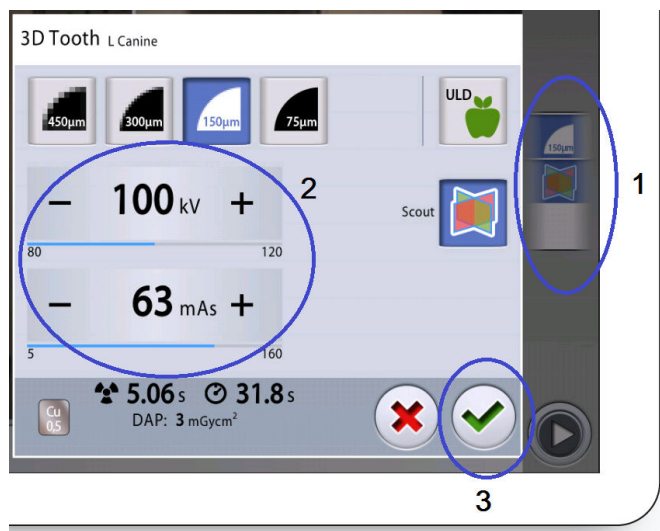 3D Tooth L Canine
450µm 300µm 150µm 75µm ULD
150µm
1
2
− 100 kV +
Scout
80 120
− 63 mAs +
5 160
5.06 s 31.8 s
Cu
0,5
DAP: 3 mGycm²
3